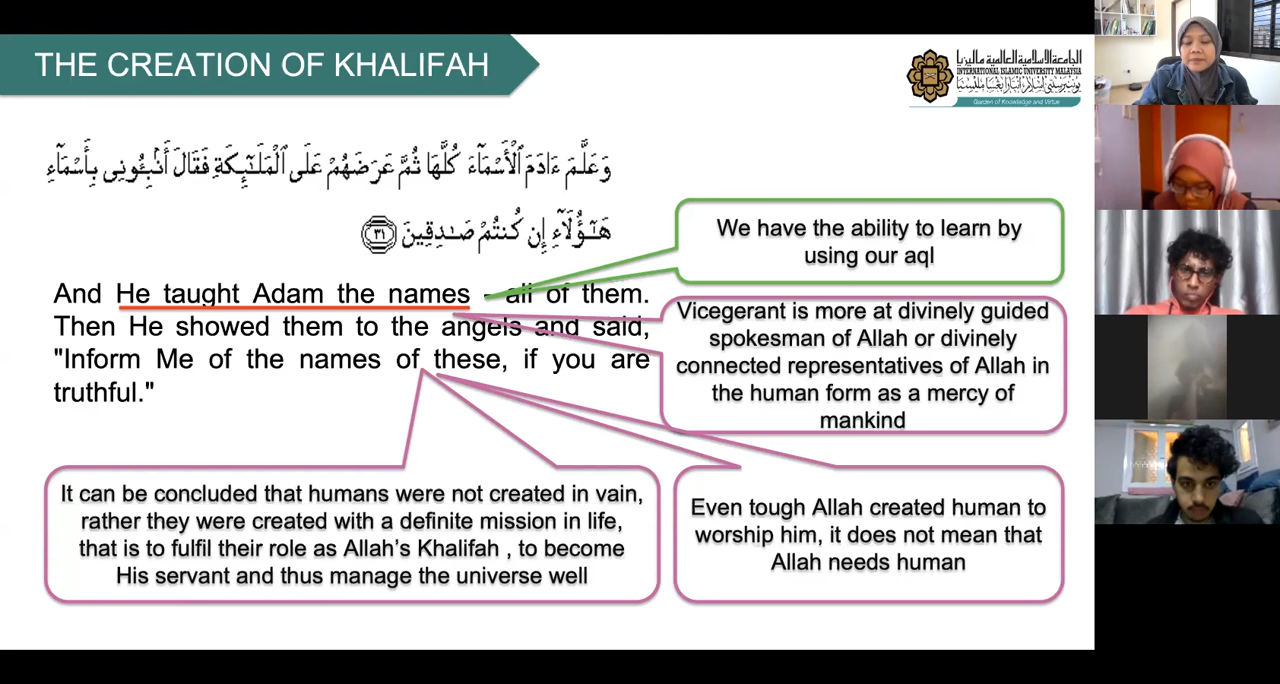 THE CREATION OF KHALIFAH
الجامعة الإسلامية العالمية ماليزيا
INTERNATIONAL ISLAMIC UNIVERSITY MALAYSIA
Garden of Knowledge and Virtue
وَعَلَّمَ ءَادَمَ ٱلْأَسْمَآءَ كُلَّهَا ثُمَّ عَرَضَهُمْ عَلَى ٱلْمَلَـٰٓئِكَةِ فَقَالَ أَنۢبِـُٔونِى بِأَسْمَآءِ
هَـٰٓؤُلَآءِ إِن كُنتُمْ صَـٰدِقِينَ ٣١
We have the ability to learn by
using our aql
And He taught Adam the names - all of them.
Then He showed them to the angels and said,
"Inform Me of the names of these, if you are
truthful."
Vicegerant is more at divinely guided
spokesman of Allah or divinely
connected representatives of Allah in
the human form as a mercy of
mankind
It can be concluded that humans were not created in vain,
rather they were created with a definite mission in life,
that is to fulfil their role as Allah's Khalifah , to become
His servant and thus manage the universe well
Even tough Allah created human to
worship him, it does not mean that
Allah needs human